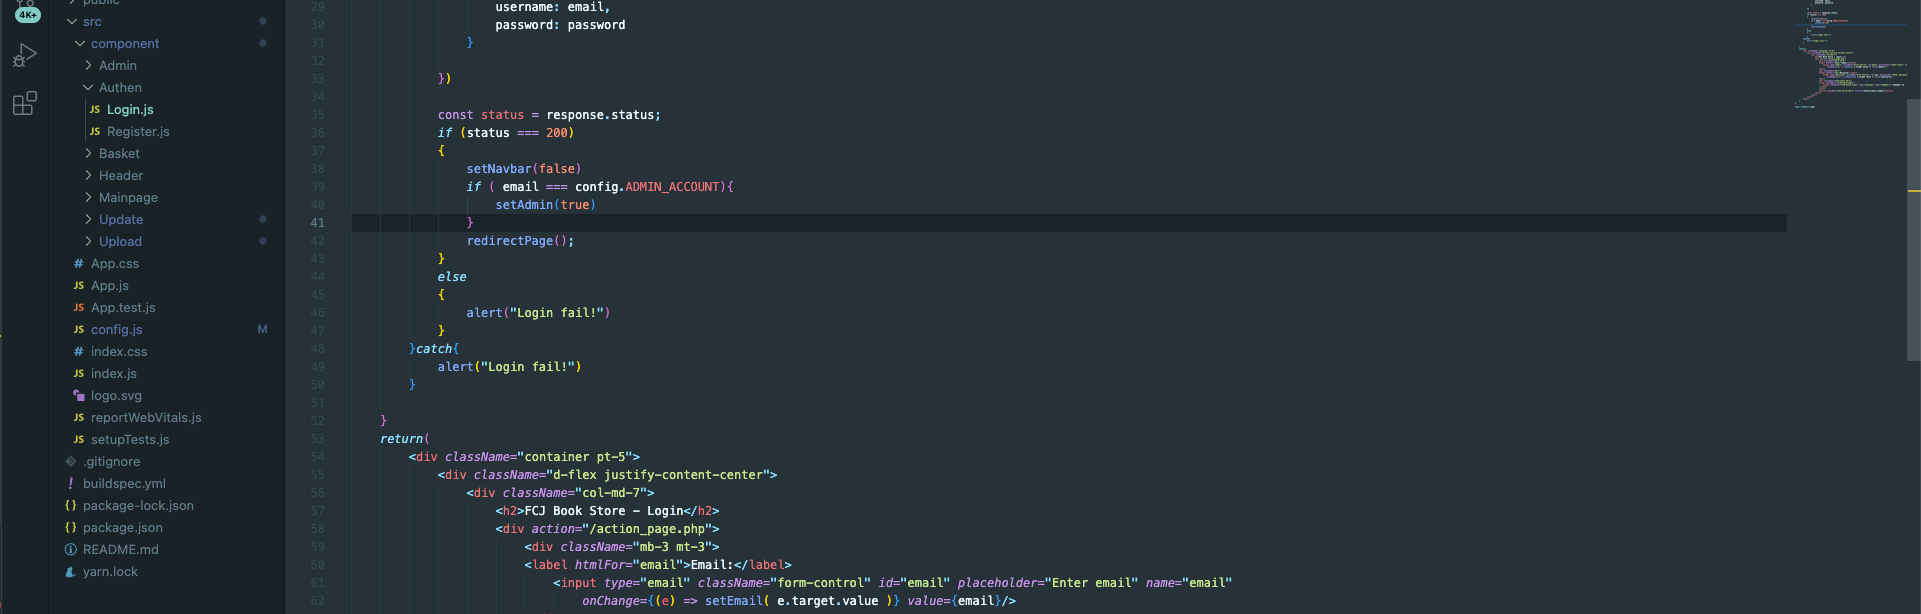 4K+
public
src
component
Admin
Authen
JS Login.js
JS Register.js
Basket
Header
Mainpage
Update
Upload
# App.css
JS App.js
JS App.test.js
JS config.js M
# index.css
JS index.js
logo.svg
JS reportWebVitals.js
JS setupTests.js
.gitignore
! buildspec.yml
{} package-lock.json
{} package.json
README.md
yarn.lock
29 username: email,
30 password: password
31 }
32
33 })
34
35 const status = response.status;
36 if (status === 200)
37 {
38 setNavbar(false)
39 if ( email === config.ADMIN_ACCOUNT){
40 setAdmin(true)
41 }
42 redirectPage();
43 }
44 else
45 {
46 alert("Login fail!")
47 }
48 }catch{
49 alert("Login fail!")
50 }
51
52 }
53 return(
54 <div className="container pt-5">
55 <div className="d-flex justify-content-center">
56 <div className="col-md-7">
57 <h2>FCJ Book Store - Login</h2>
58 <div action="/action_page.php">
59 <div className="mb-3 mt-3">
60 <label htmlFor="email">Email:</label>
61 <input type="email" className="form-control" id="email" placeholder="Enter email" name="email"
62 onChange={(e) => setEmail( e.target.value )} value={email}/>